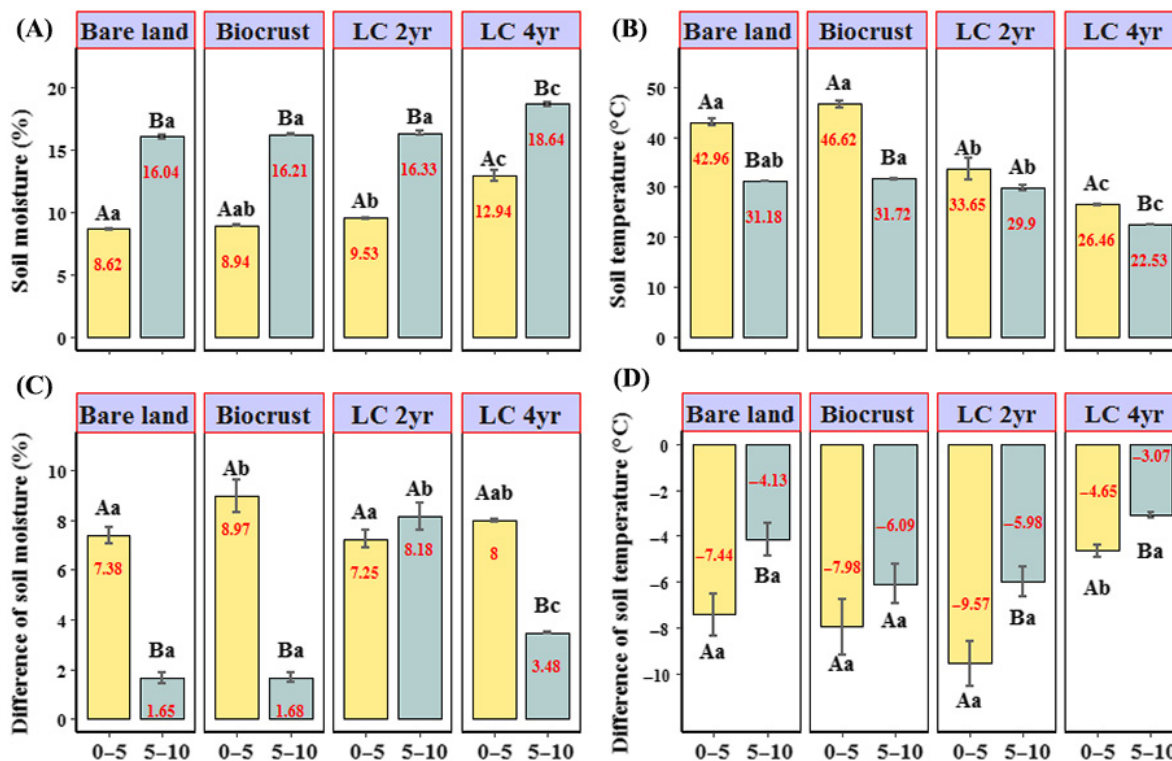 (A)
Bare land Biocrust LC 2yr LC 4yr
Soil moisture (%)
20
15
10
5
0
Aa Ba Aab Ba Ab Ba Ac Bc
8.62 16.04 8.94 16.21 9.53 16.33 12.94 18.64
(B)
Bare land Biocrust LC 2yr LC 4yr
Soil temperature (°C)
50
40
30
20
10
0
Aa Bab Aa Ba Ab Ab Ac Bc
42.96 31.18 46.62 31.72 33.65 29.9 26.46 22.53
(C)
Bare land Biocrust LC 2yr LC 4yr
Difference of soil moisture (%)
10
8
6
4
2
0
Aa Ba Ab Ba Aa Ab Aab Bc
7.38 1.65 8.97 1.68 7.25 8.18 8 3.48
0–5 5–10 0–5 5–10 0–5 5–10 0–5 5–10
(D)
Bare land Biocrust LC 2yr LC 4yr
Difference of soil temperature (°C)
0
−2
−4
−6
−8
−10
−7.44 −4.13 −7.98 −6.09 −9.57 −5.98 −4.65 −3.07
Aa Ba Aa Aa Aa Ba Ab Ba
0–5 5–10 0–5 5–10 0–5 5–10 0–5 5–10